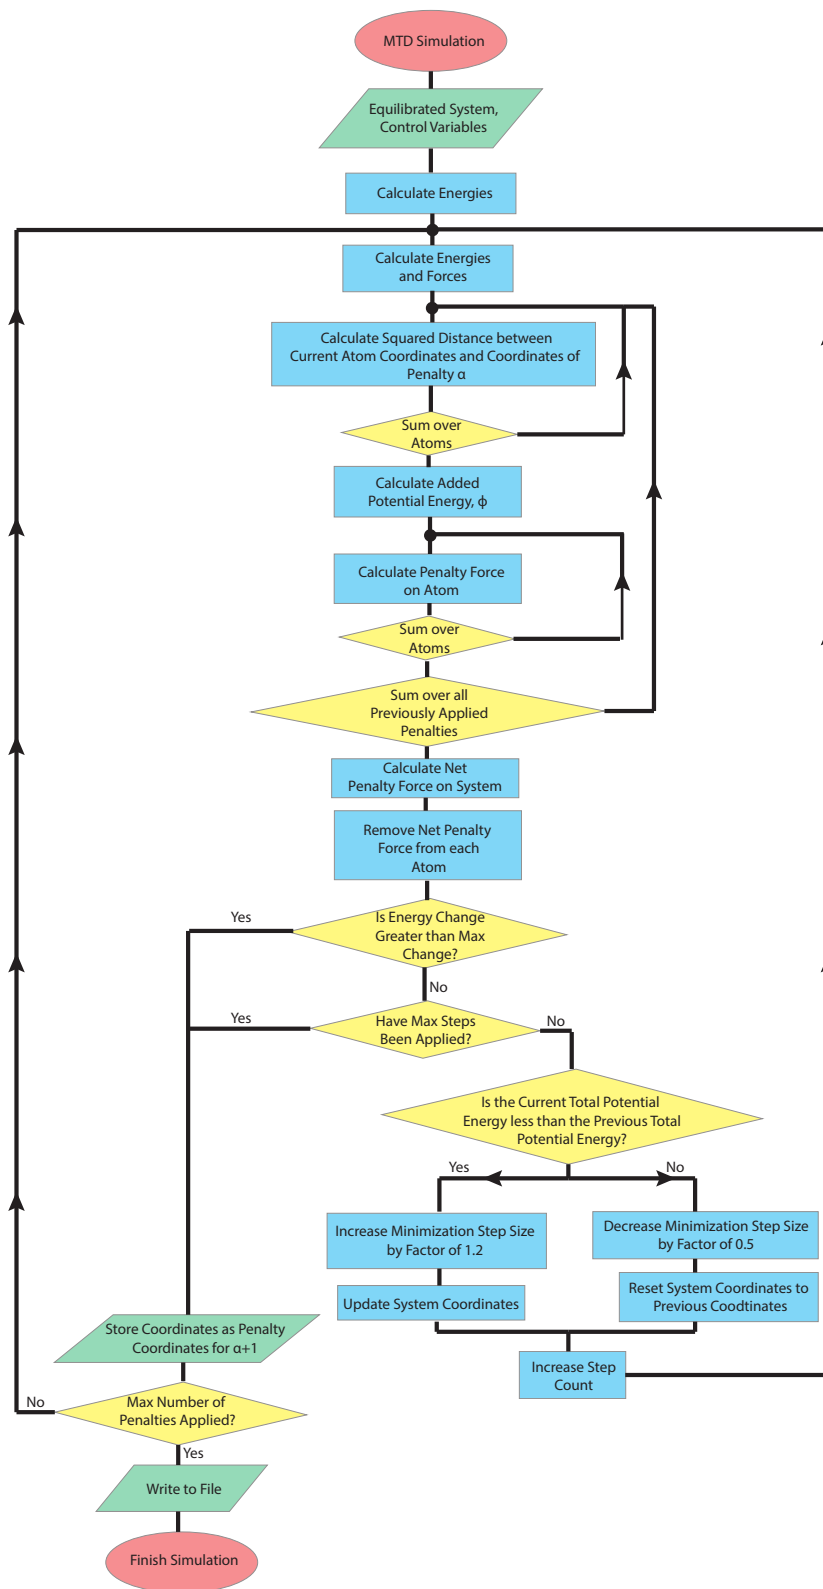 MTD Simulation
Equilibrated System,
Control Variables
Calculate Energies
Calculate Energies
and Forces
Calculate Squared Distance between
Current Atom Coordinates and Coordinates of
Penalty α
Sum over
Atoms
Calculate Added
Potential Energy, ϕ
Calculate Penalty Force
on Atom
Sum over
Atoms
Sum over all
Previously Applied
Penalties
Calculate Net
Penalty Force on System
Remove Net Penalty
Force from each
Atom
Yes
Is Energy Change
Greater than Max
Change?
No
Yes
Have Max Steps
Been Applied?
No
Is the Current Total Potential
Energy less than the Previous Total
Potential Energy?
Yes
No
Increase Minimization Step Size
by Factor of 1.2
Decrease Minimization Step Size
by Factor of 0.5
Update System Coordinates
Reset System Coordinates to
Previous Coodtinates
Increase Step
Count
Store Coordinates as Penalty
Coordinates for α+1
No
Max Number of
Penalties Applied?
Yes
Write to File
Finish Simulation